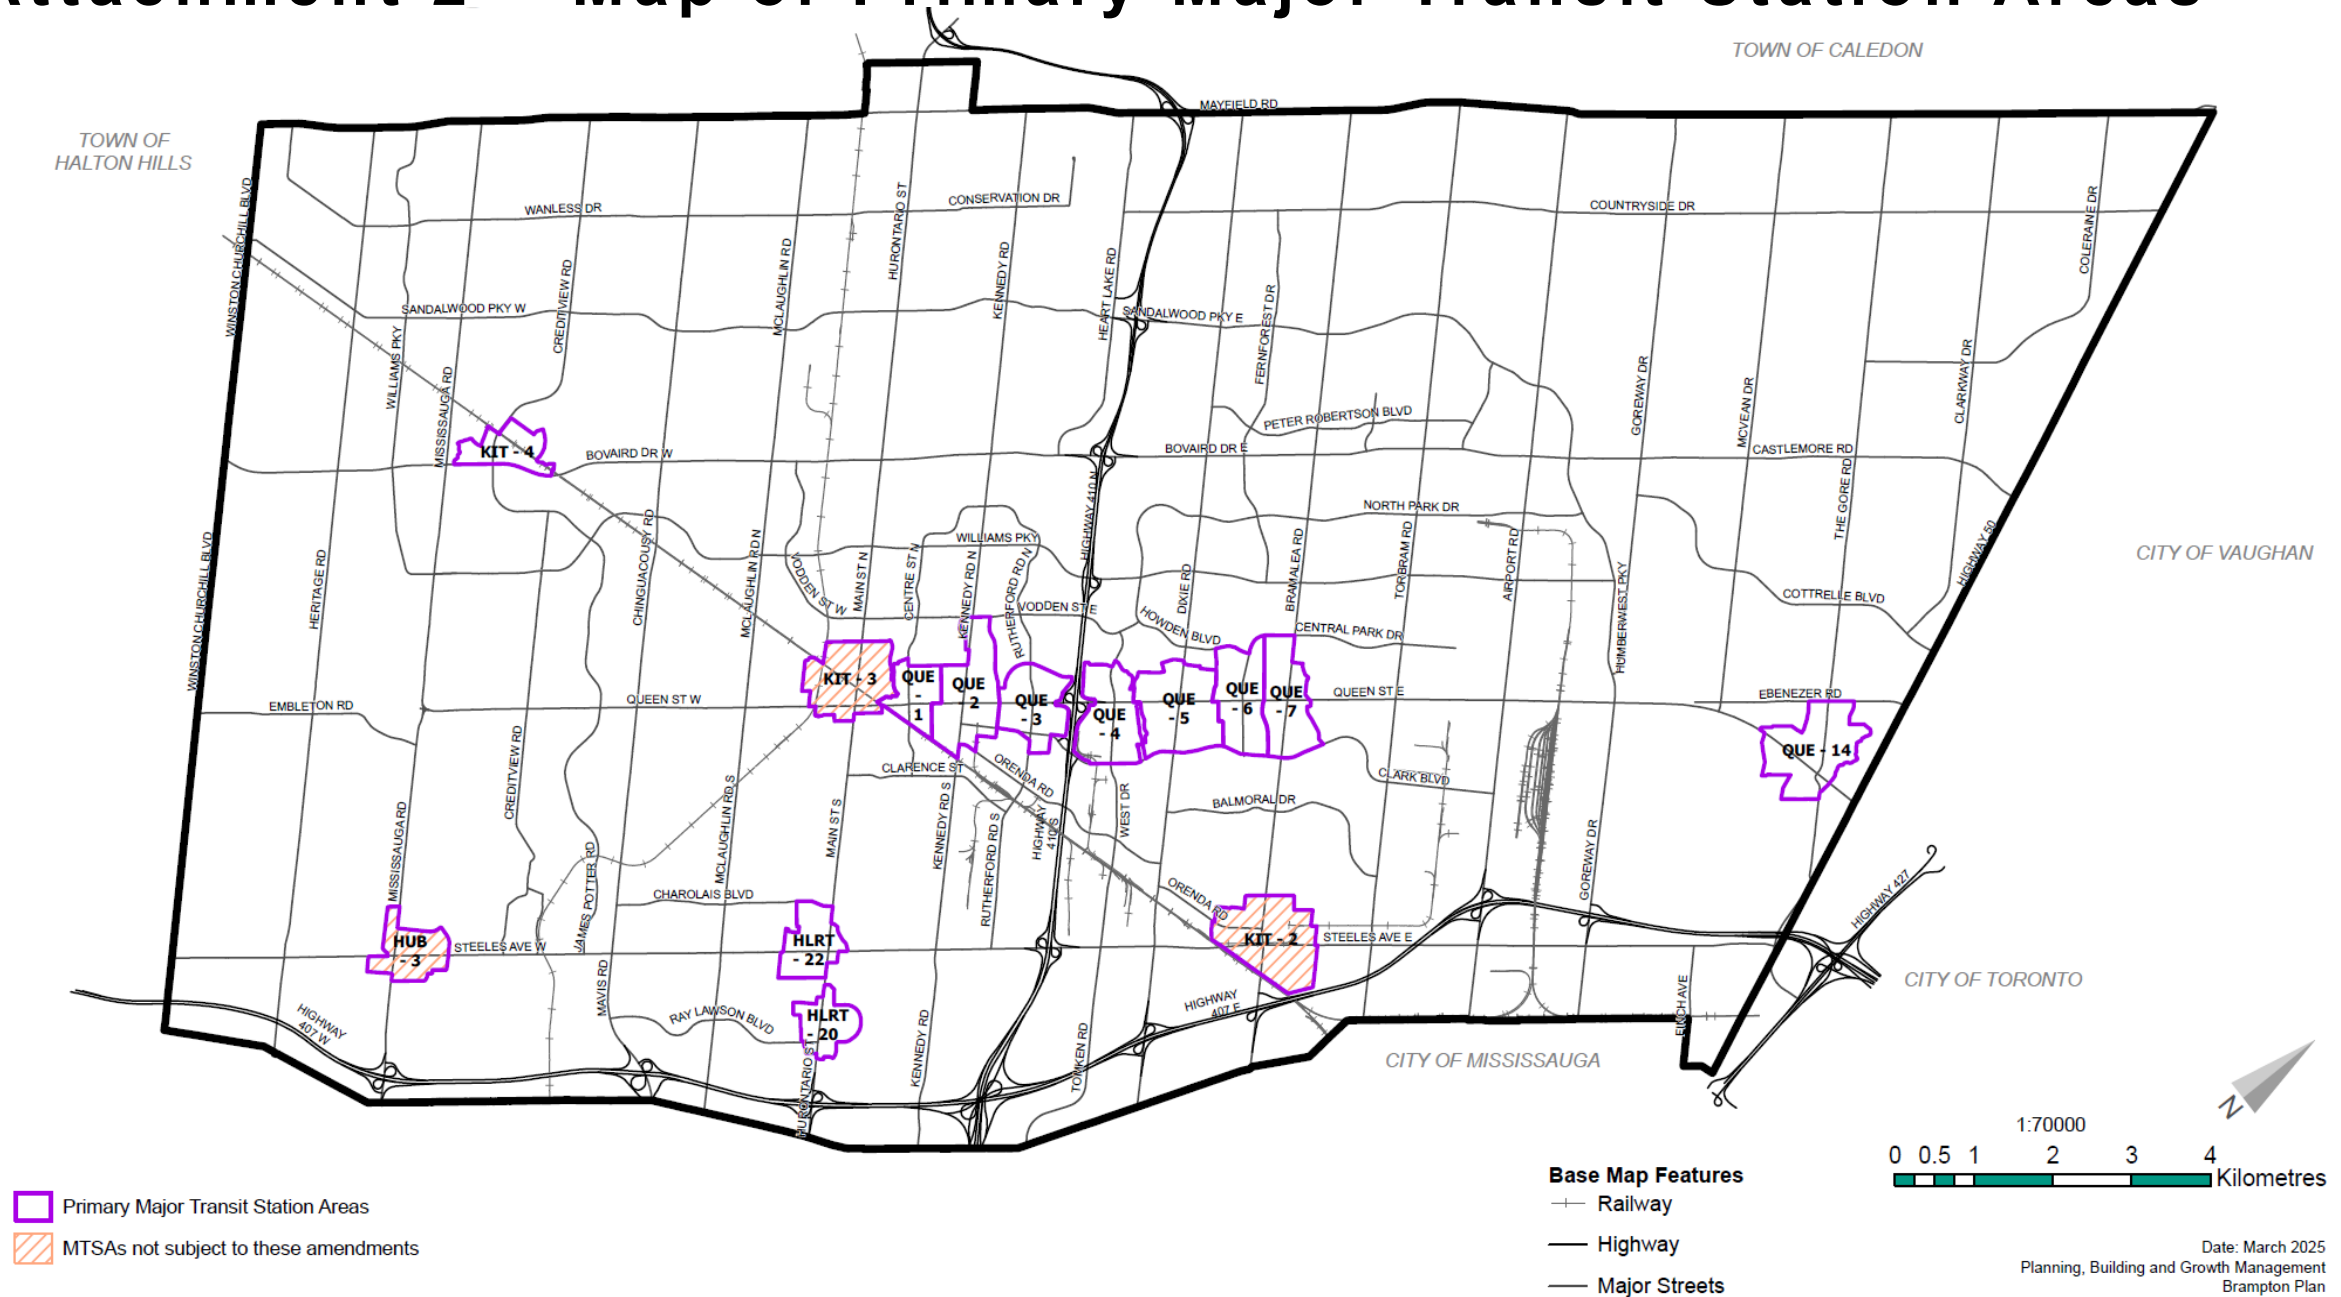 Attachment 2 - Map of Primary Major Transit Station Areas
TOWN OF CALEDON
TOWN OF
HALTON HILLS
MAYFIELD RD
WINSTON CHURCHILL BLVD
WANLESS DR
CONSERVATION DR
COUNTRYSIDE DR
HURONTARIO ST
COLERAINE DR
MCLAUGHLIN RD
KENNEDY RD
HEART LAKE RD
CREDITVIEW RD
SANDALWOOD PKY W
SANDALWOOD PKY E
FERNFOREST DR
WILLIAMS PKY
MISSISSAUGA RD
GOREWAY DR
MCVEAN DR
CLARKWAY DR
PETER ROBERTSON BLVD
KIT - 4
BOVAIRD DR W
BOVAIRD DR E
CASTLEMORE RD
THE GORE RD
HIGHWAY 410 N
NORTH PARK DR
WINSTON CHURCHILL BLVD
HERITAGE RD
CHINGUACOUSY RD
MCLAUGHLIN RD N
VODDEN ST W
MAIN ST N
CENTRE ST N
WILLIAMS PKY
KENNEDY RD N
RUTHERFORD RD N
VODDEN ST E
HOWDEN BLVD
DIXIE RD
BRAMALEA RD
CENTRAL PARK DR
TORBRAM RD
AIRPORT RD
HUMBERWEST PKY
COTTRELLE BLVD
HIGHWAY 50
CITY OF VAUGHAN
EMBLETON RD
QUEEN ST W
KIT - 3
QUE
-
1
QUE
- 2
QUE
- 3
QUE
- 4
QUE
- 5
QUE
- 6
QUE
- 7
QUEEN ST E
EBENEZER RD
QUE - 14
CREDITVIEW RD
CLARENCE ST
ORENDA RD
CLARK BLVD
BALMORAL DR
WEST DR
MISSISSAUGA RD
JAMES POTTER RD
MCLAUGHLIN RD S
MAIN ST S
KENNEDY RD S
RUTHERFORD RD S
HIGHWAY
410 S
GOREWAY DR
HIGHWAY 427
CHAROLAIS BLVD
ORENDA RD
HUB
- 3
STEELES AVE W
HLRT
- 22
KIT - 2
STEELES AVE E
CITY OF TORONTO
MAVIS RD
HIGHWAY
407 W
RAY LAWSON BLVD
HLRT
- 20
HIGHWAY
407 E
FINCH AVE
HURONTARIO ST
KENNEDY RD
TOMKEN RD
CITY OF MISSISSAUGA
N
1:70000
0 0.5 1 2 3 4
Kilometres
Base Map Features
Railway
Highway
Major Streets
Primary Major Transit Station Areas
MTSAs not subject to these amendments
Date: March 2025
Planning, Building and Growth Management
Brampton Plan